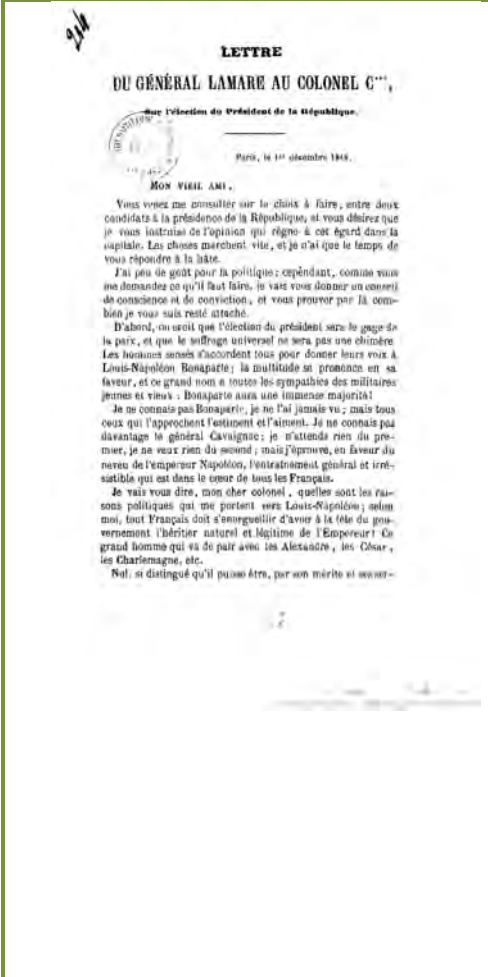 214
LETTRE
DU GÉNÉRAL LAMARE AU COLONEL C***,
Sur l'élection du Président de la République.
Paris, le 1er décembre 1848.
MON VIEIL AMI,
Vous venez me consulter sur le choix à faire, entre deux
candidats à la présidence de la République, et vous désirez que
je vous instruise de l'opinion qui règne à cet égard dans la
capitale. Les choses marchent vite, et je n'ai que le temps de
vous répondre à la hâte.
J'ai peu de goût pour la politique ; cependant, comme vous
me demandez ce qu'il faut faire, je vais vous donner un conseil
de conscience et de conviction, et vous prouver par là com-
bien je vous suis resté attaché.
D'abord, on croit que l'élection du président sera le gage de
la paix, et que le suffrage universel ne sera pas une chimère
Les hommes sensés s'accordent tous pour donner leurs voix à
Louis-Napoléon Bonaparte ; la multitude se prononce en sa
faveur, et ce grand nom a toutes les sympathies des militaires
jeunes et vieux : Bonaparte aura une immense majorité !
Je ne connais pas Bonaparte, je ne l'ai jamais vu ; mais tous
ceux qui l'approchent l'estiment et l'aiment. Je ne connais pas
davantage le général Cavaignac ; je n'attends rien du pre-
mier, je ne veux rien du second ; mais j'éprouve, en faveur du
neveu de l'empereur Napoléon, l'entraînement général et irré-
sistible qui est dans le cœur de tous les Français.
Je vais vous dire, mon cher colonel, quelles sont les rai-
sons politiques qui me portent vers Louis-Napoléon ; selon
moi, tout Français doit s'enorgueillir d'avoir à la tête du gou-
vernement l'héritier naturel et légitime de l'Empereur ! Ce
grand homme qui va de pair avec les Alexandre, les César,
les Charlemagne, etc.
Nul, si distingué qu'il puisse être, par son mérite et ses ser-